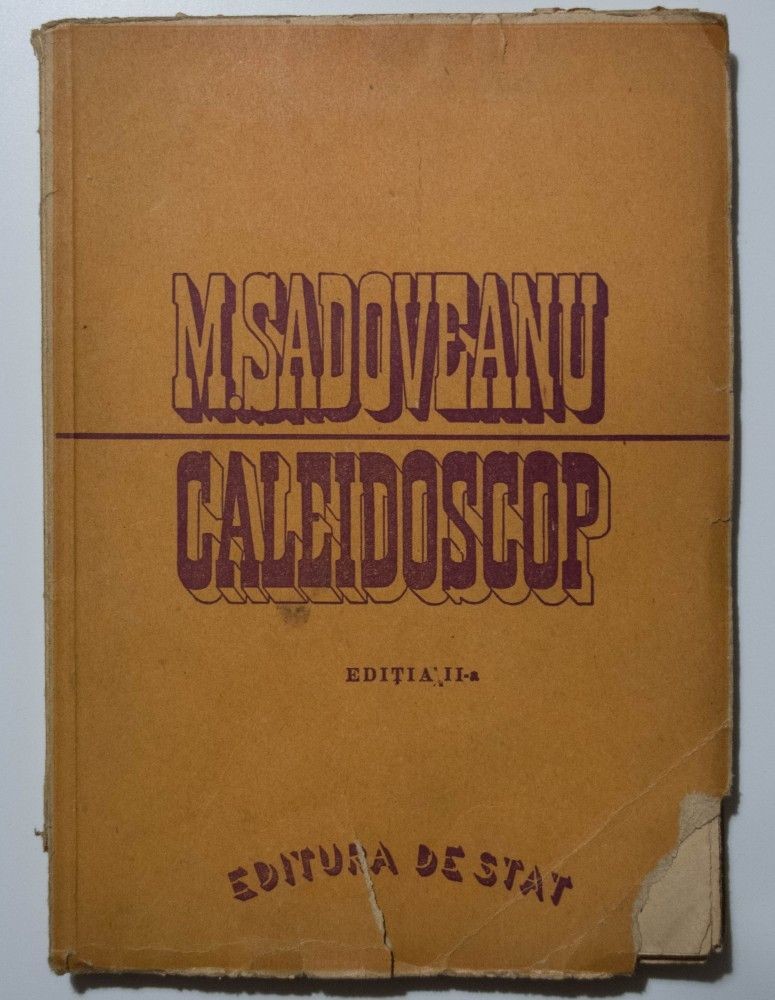 M.SADOVEANU
CALEIDOSCOP
EDIȚIA II-a
EDITURA DE STAT